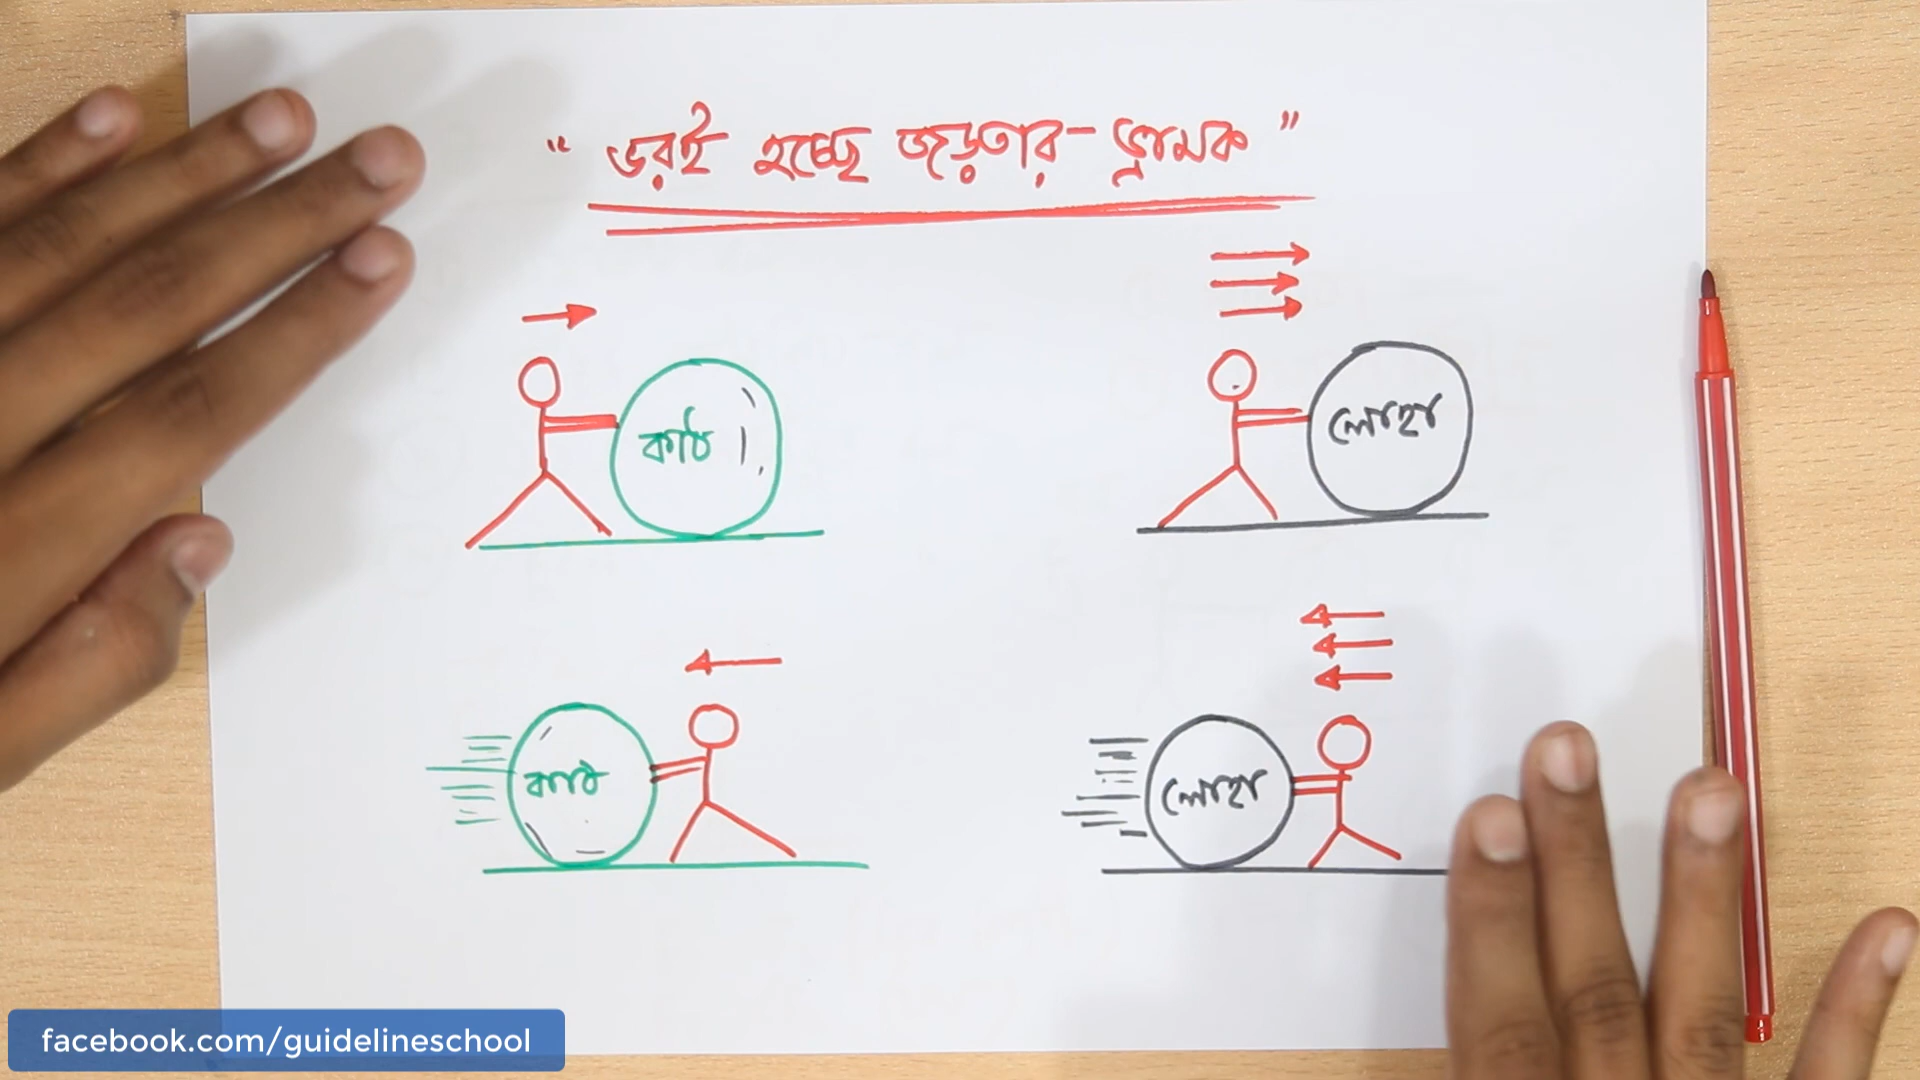 “ ভরই হচ্ছে জড়তার-ভ্রামক ”
কাঠ
লোহা
কাঠ
লোহা
facebook.com/guidelineschool